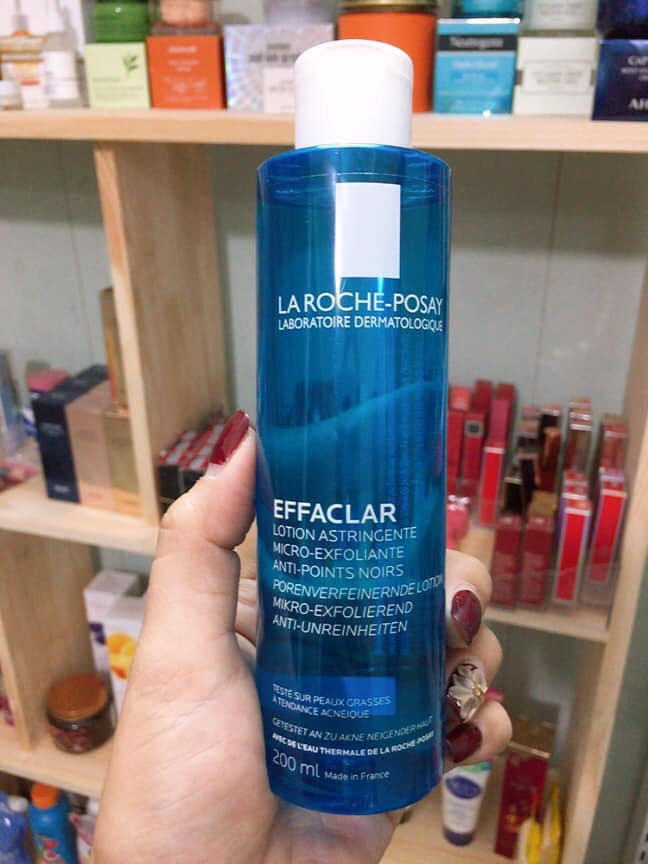 Neutrogena
AH
LA ROCHE-POSAY
LABORATOIRE DERMATOLOGIQUE
EFFACLAR
LOTION ASTRINGENTE
MICRO-EXFOLIANTE
ANTI-POINTS NOIRS
PORENVERFEINERNDE LOTION
MIKRO-EXFOLIEREND
ANTI-UNREINHEITEN
TESTÉ SUR PEAUX GRASSES
À TENDANCE ACNÉIQUE
GETESTET AN ZU AKNE NEIGENDER HAUT
AVEC DE L'EAU THERMALE DE LA ROCHE-POSAY
200 ml Made in France